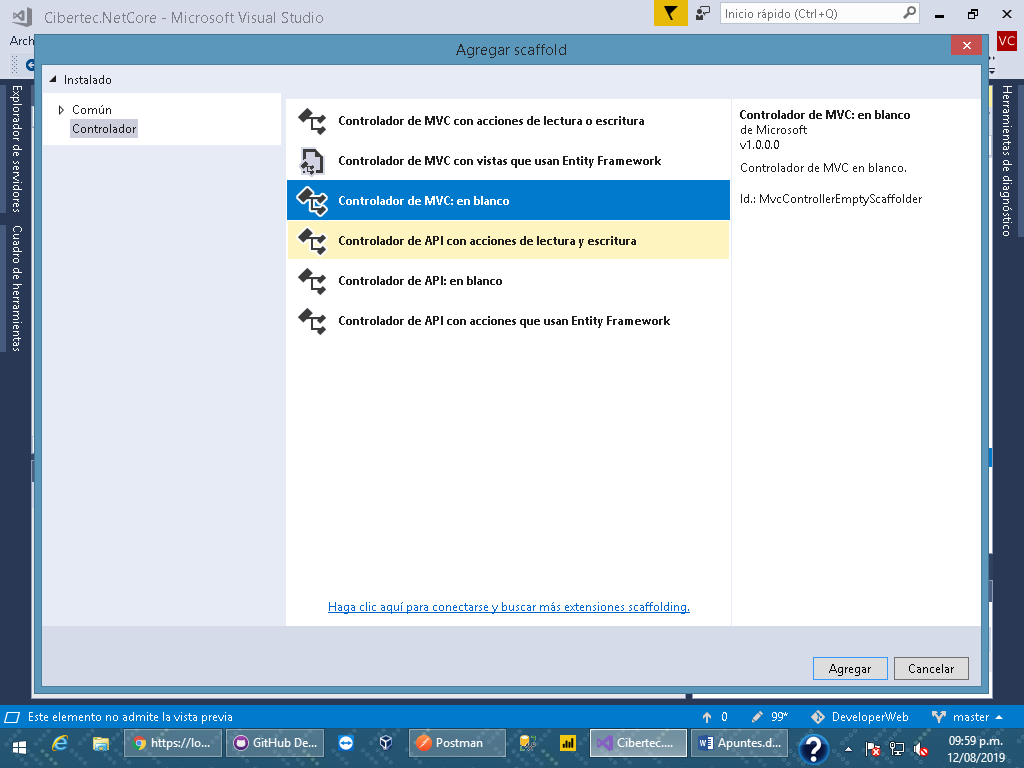 Cibertec.NetCore - Microsoft Visual Studio
Inicio rápido (Ctrl+Q)
Arch
VC
Agregar scaffold
Instalado
Común
Controlador
Controlador de MVC con acciones de lectura o escritura
Controlador de MVC con vistas que usan Entity Framework
Controlador de MVC: en blanco
Controlador de API con acciones de lectura y escritura
Controlador de API: en blanco
Controlador de API con acciones que usan Entity Framework
Haga clic aquí para conectarse y buscar más extensiones scaffolding.
Controlador de MVC: en blanco
de Microsoft
v1.0.0.0
Controlador de MVC en blanco.
Id.: MvcControllerEmptyScaffolder
Explorador de servidores
Cuadro de herramientas
Herramientas de diagnóstico
Agregar
Cancelar
Este elemento no admite la vista previa
0
99*
DeveloperWeb
master
https://lo...
GitHub De...
Postman
Cibertec....
Apuntes.d...
09:59 p.m.
12/08/2019